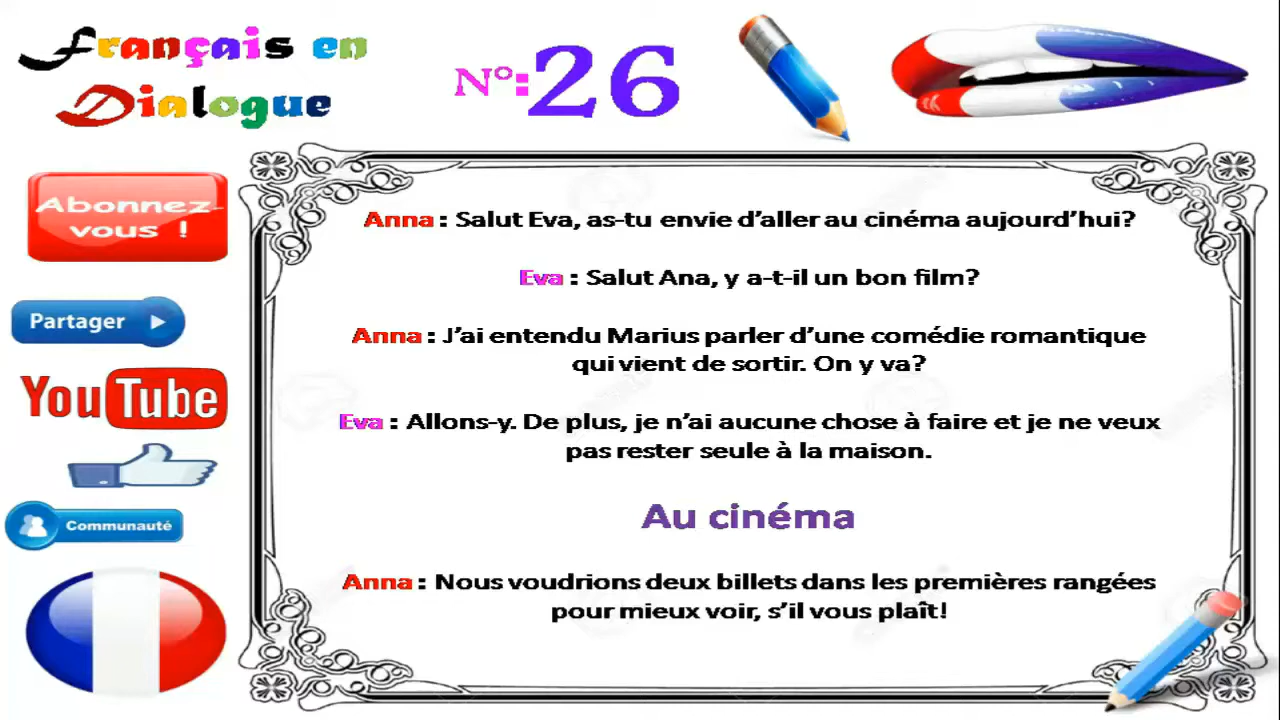 Français en
Dialogue
N°:26
Abonnez-
vous !
Partager
YouTube
Communauté
Anna : Salut Eva, as-tu envie d'aller au cinéma aujourd'hui?
Eva : Salut Ana, y a-t-il un bon film?
Anna : J'ai entendu Marius parler d'une comédie romantique
qui vient de sortir. On y va?
Eva : Allons-y. De plus, je n'ai aucune chose à faire et je ne veux
pas rester seule à la maison.
Au cinéma
Anna : Nous voudrions deux billets dans les premières rangées
pour mieux voir, s'il vous plaît!